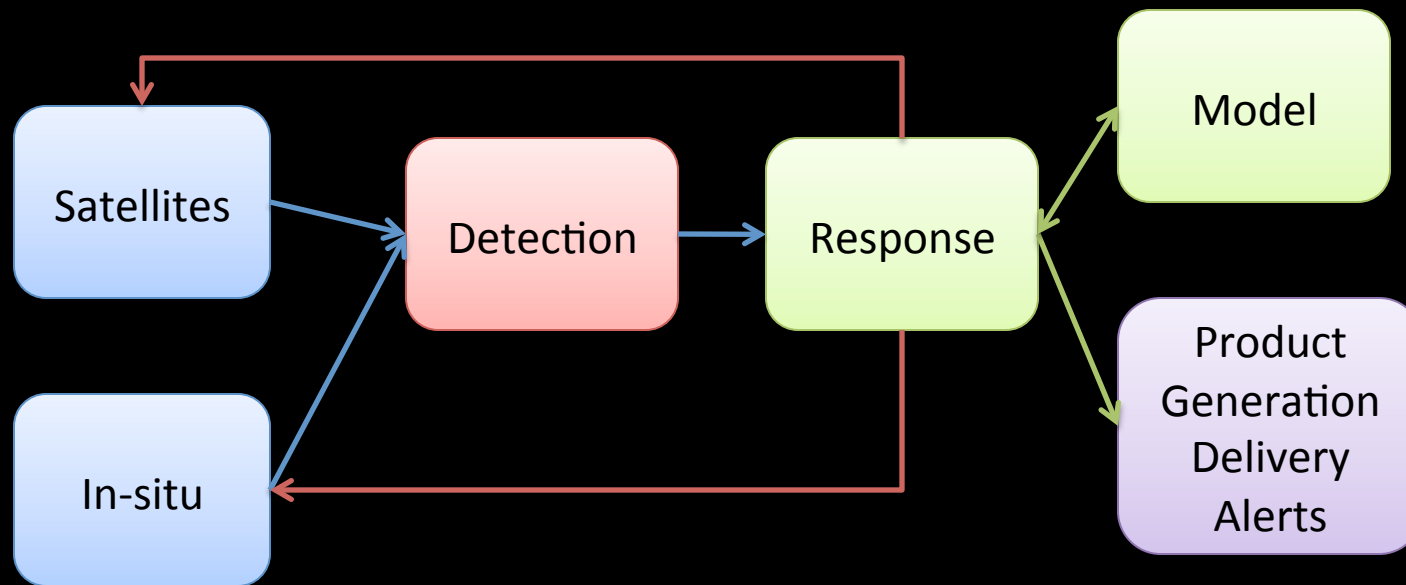 Satellites
In-situ
Detection
Response
Model
Product
Generation
Delivery
Alerts